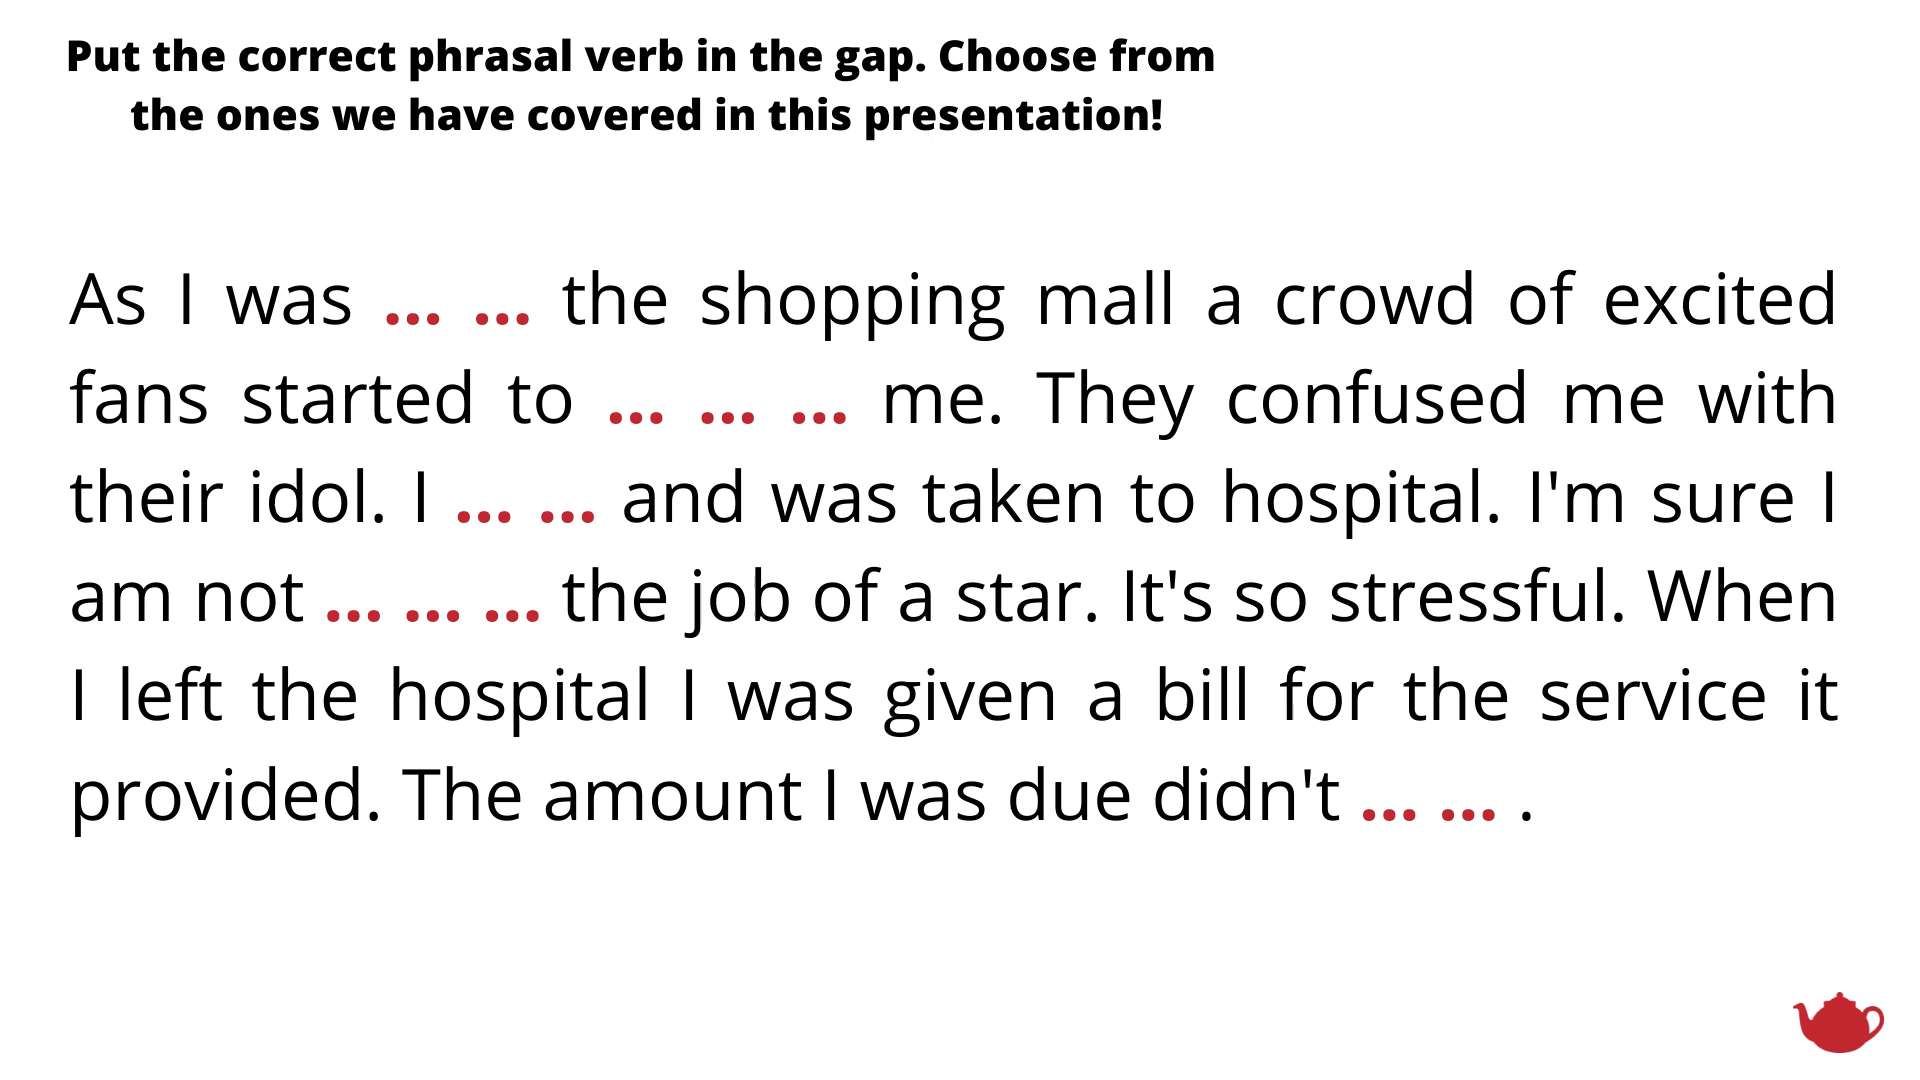 Put the correct phrasal verb in the gap. Choose from
the ones we have covered in this presentation!
As I was ... ... the shopping mall a crowd of excited
fans started to ... ... ... me. They confused me with
their idol. I ... ... and was taken to hospital. I'm sure I
am not ... ... ... the job of a star. It's so stressful. When
I left the hospital I was given a bill for the service it
provided. The amount I was due didn't ... ... .